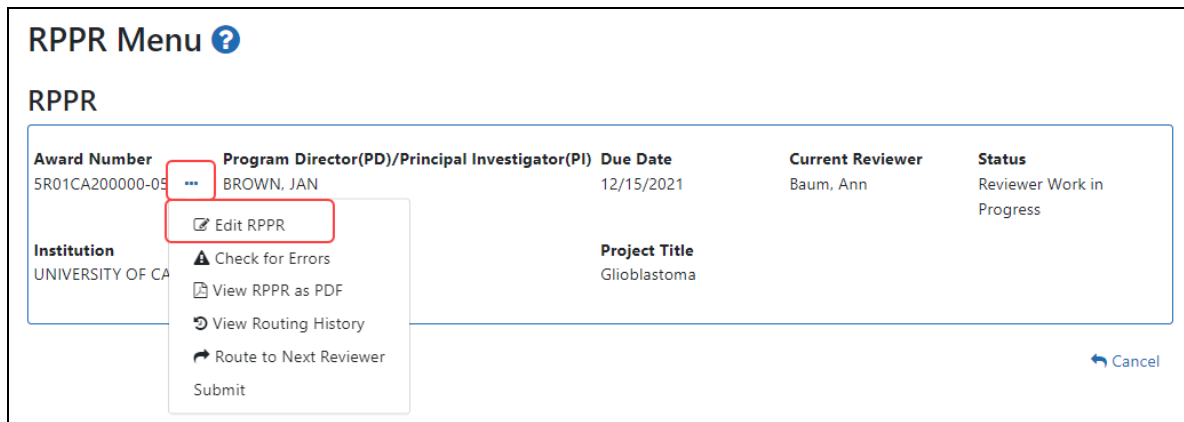 RPPR Menu ?
RPPR
Award Number Program Director(PD)/Principal Investigator(PI) Due Date Current Reviewer Status
5R01CA200000-05 ... BROWN, JAN 12/15/2021 Baum, Ann Reviewer Work in
Progress
Edit RPPR
Institution Project Title
UNIVERSITY OF CA Glioblastoma
Check for Errors
View RPPR as PDF
View Routing History
Route to Next Reviewer
Cancel
Submit